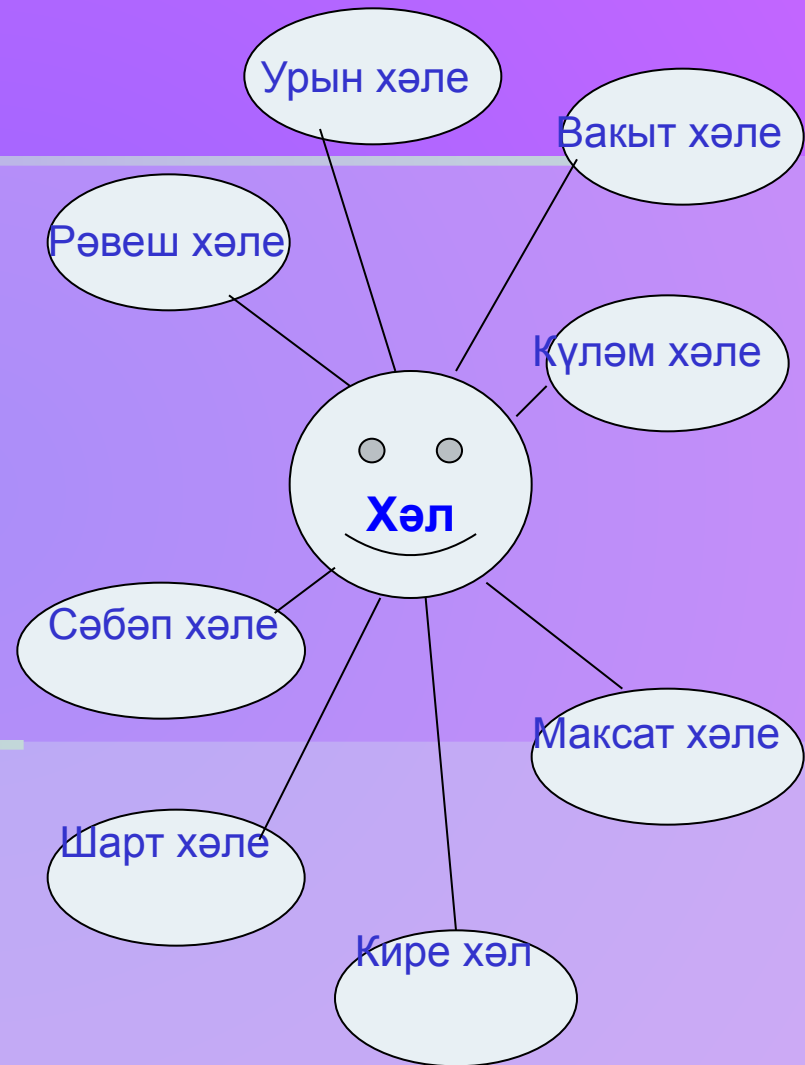 Урын хәле
Вакыт хәле
Рәвеш хәле
Күләм хәле
Хәл
Сәбәп хәле
Максат хәле
Шарт хәле
Кире хәл